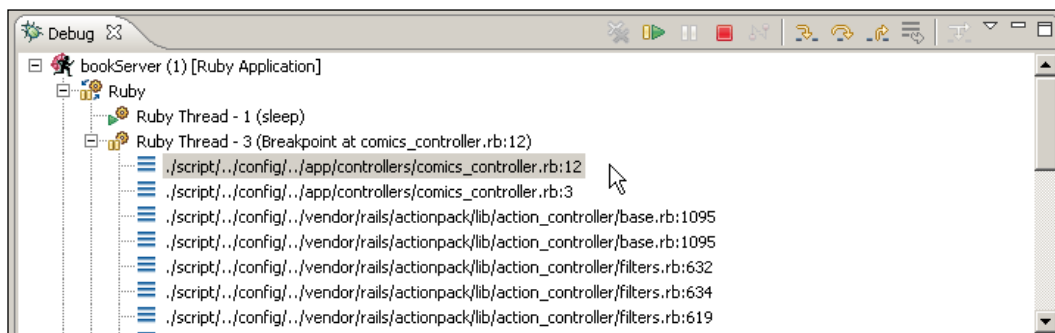 Debug
bookServer (1) [Ruby Application]
Ruby
Ruby Thread - 1 (sleep)
Ruby Thread - 3 (Breakpoint at comics_controller.rb:12)
./script/../config/../app/controllers/comics_controller.rb:12
./script/../config/../app/controllers/comics_controller.rb:3
./script/../config/../vendor/rails/actionpack/lib/action_controller/base.rb:1095
./script/../config/../vendor/rails/actionpack/lib/action_controller/base.rb:1095
./script/../config/../vendor/rails/actionpack/lib/action_controller/filters.rb:632
./script/../config/../vendor/rails/actionpack/lib/action_controller/filters.rb:634
./script/../config/../vendor/rails/actionpack/lib/action_controller/filters.rb:619